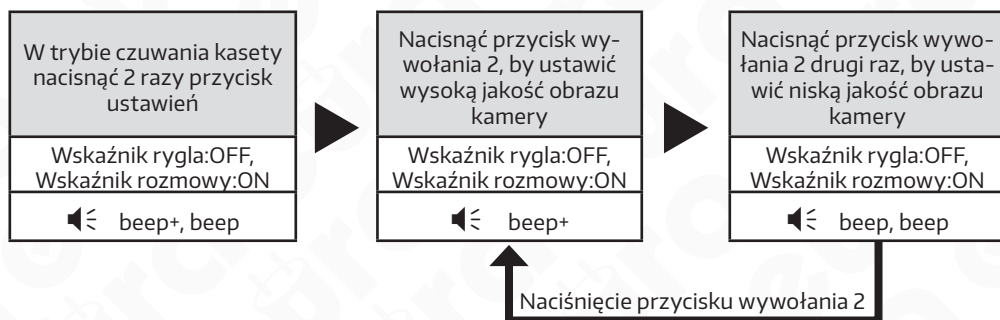 W trybie czuwania kasety
nacisnąć 2 razy przycisk
ustawień
Wskaźnik rygla:OFF,
Wskaźnik rozmowy:ON
beep+, beep
Nacisnąć przycisk wy-
wołania 2, by ustawić
wysoką jakość obrazu
kamery
Wskaźnik rygla:OFF,
Wskaźnik rozmowy:ON
beep+
Nacisnąć przycisk wywo-
łania 2 drugi raz, by usta-
wić niską jakość obrazu
kamery
Wskaźnik rygla:OFF,
Wskaźnik rozmowy:ON
beep, beep
Naciśnięcie przycisku wywołania 2